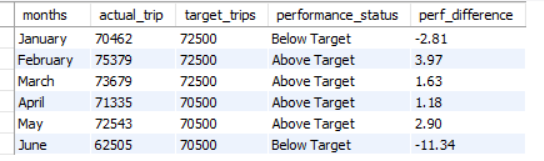 months actual_trip target_trips performance_status perf_difference
January 70462 72500 Below Target -2.81
February 75379 72500 Above Target 3.97
March 73679 72500 Above Target 1.63
April 71335 70500 Above Target 1.18
May 72543 70500 Above Target 2.90
June 62505 70500 Below Target -11.34